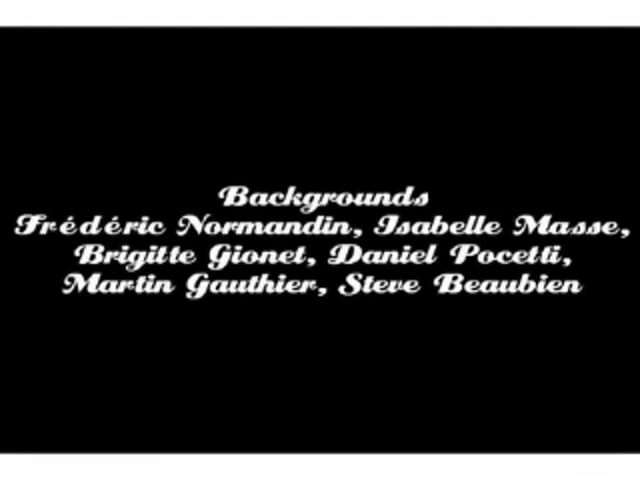 Backgrounds
Frédéric Normandin, Isabelle Masse,
Brigitte Gionet, Daniel Pocetti,
Martin Gauthier, Steve Beaubien